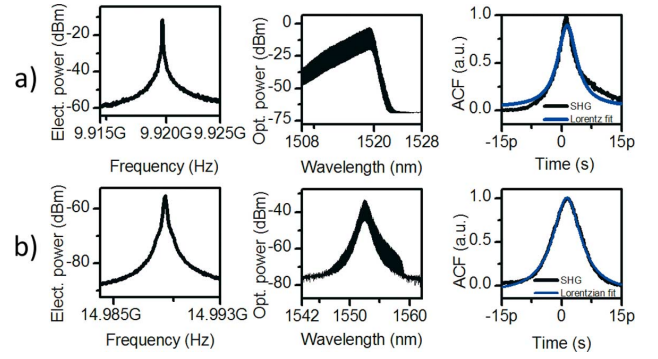 a)
Elect. power (dBm)
-20
-40
-60
9.915G 9.920G 9.925G
Frequency (Hz)
Opt. power (dBm)
0
-25
-50
-75
1508 1520 1528
Wavelength (nm)
ACF (a.u.)
1.0
0.5
0.0
SHG
Lorentz fit
-15p 0 15p
Time (s)
b)
Elect. power (dBm)
-60
-80
14.985G 14.993G
Frequency (Hz)
Opt. power (dBm)
-40
-60
-80
1542 1550 1560
Wavelength (nm)
ACF (a.u.)
1.0
0.5
0.0
SHG
Lorentzian fit
-15p 0 15p
Time (s)